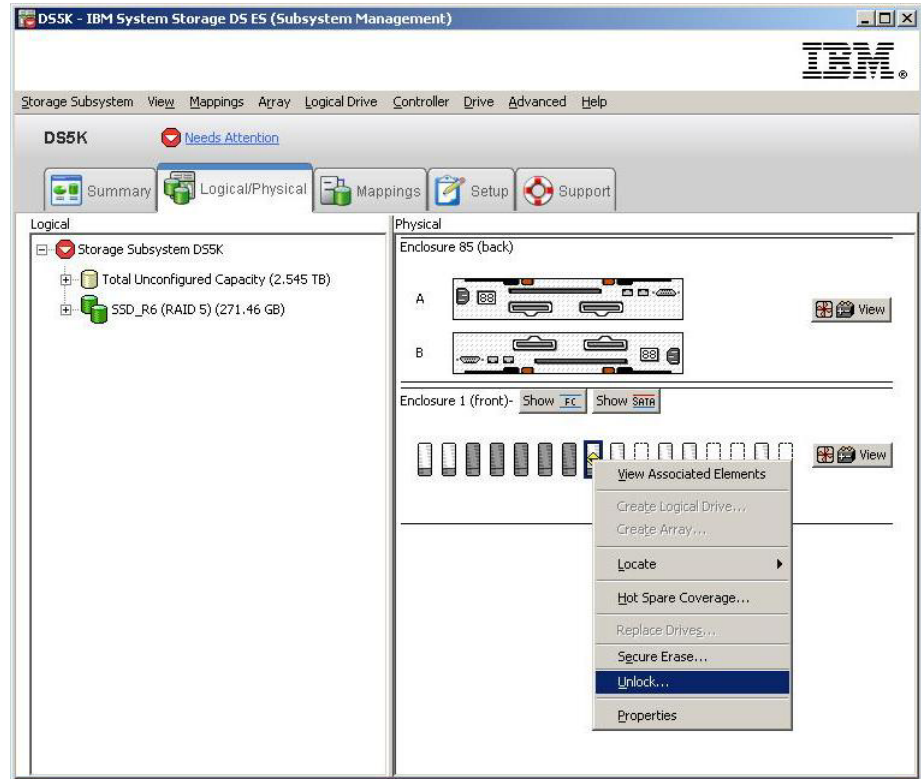 DS5K - IBM System Storage DS ES (Subsystem Management)
IBM®
Storage Subsystem View Mappings Array Logical Drive Controller Drive Advanced Help
DS5K Needs Attention
Summary Logical/Physical Mappings Setup Support
Logical
Storage Subsystem DS5K
Total Unconfigured Capacity (2.545 TB)
SSD_R6 (RAID 5) (271.46 GB)
Physical
Enclosure 85 (back)
A 88 View
B 88
Enclosure 1 (front)- Show FC Show SATA
View
View Associated Elements
Create Logical Drive...
Create Array...
Locate
Hot Spare Coverage...
Replace Drives...
Secure Erase...
Unlock...
Properties